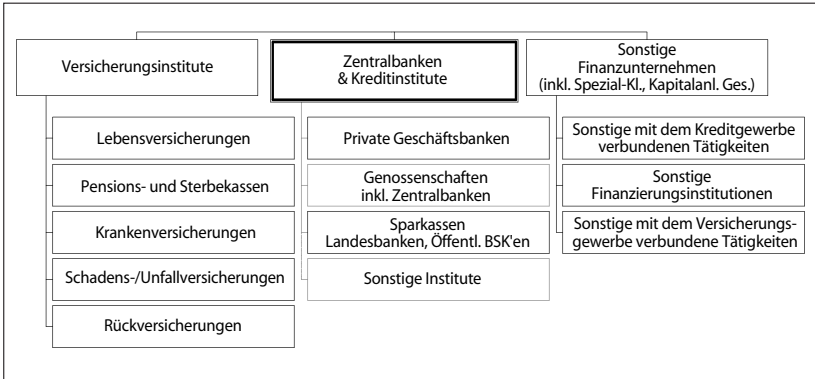 Versicherungsinstitute
Zentralbanken
& Kreditinstitute
Sonstige
Finanzunternehmen
(inkl. Spezial-KI., Kapitalanl. Ges.)
Lebensversicherungen
Pensions- und Sterbekassen
Krankenversicherungen
Schadens-/Unfallversicherungen
Rückversicherungen
Private Geschäftsbanken
Genossenschaften
inkl. Zentralbanken
Sparkassen
Landesbanken, Öffentl. BSK'en
Sonstige Institute
Sonstige mit dem Kreditgewerbe
verbundenen Tätigkeiten
Sonstige
Finanzierungsinstitutionen
Sonstige mit dem Versicherungs-
gewerbe verbundene Tätigkeiten